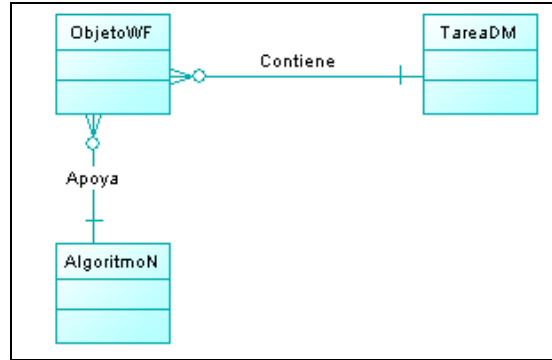 ObjetoWF
TareaDM
Contiene
Apoya
AlgoritmoN